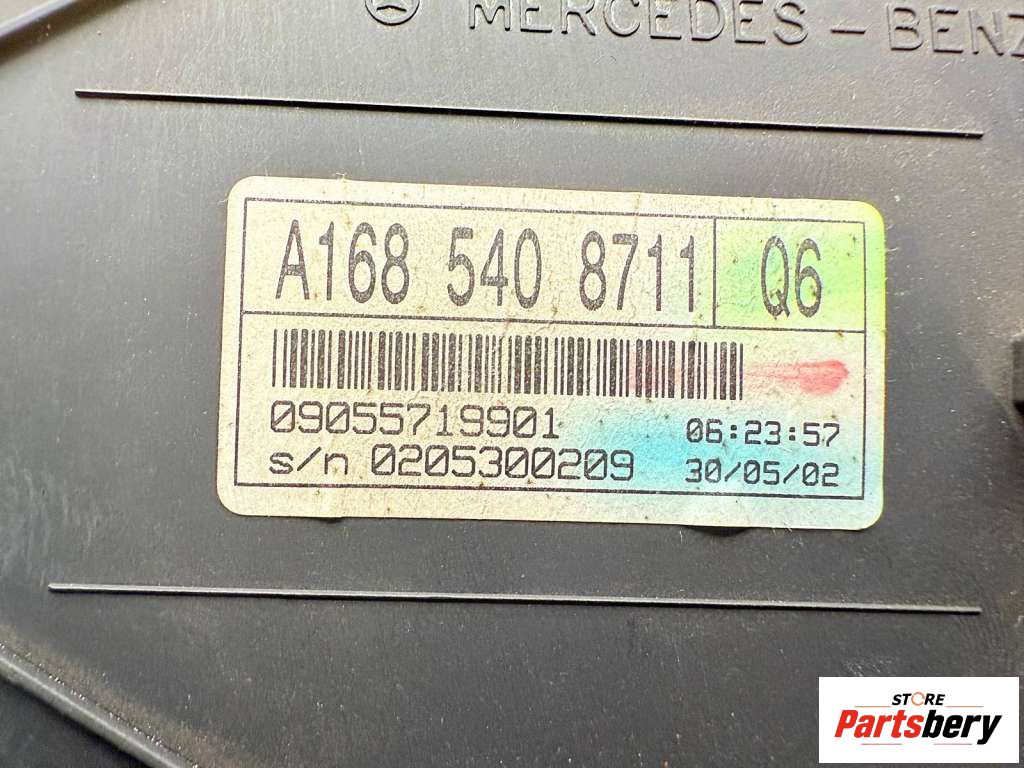 MERCEDES-BENZ
A168 540 8711 Q6
09055719901 06:23:57
s/n 0205300209 30/05/02
STORE
Partsbery